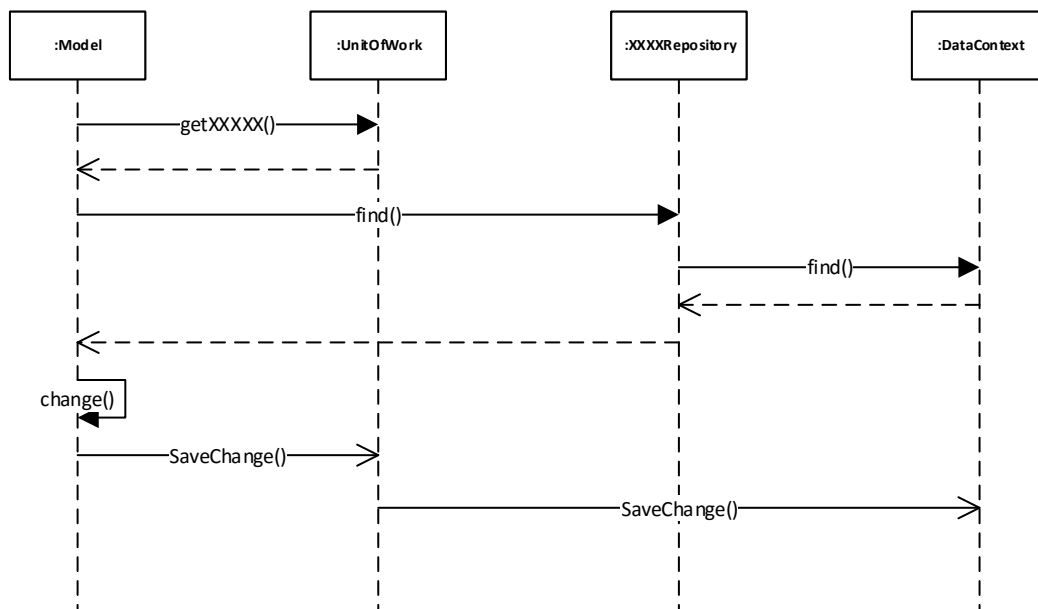 :Model
:UnitOfWork
:XXXXRepository
:DataContext
getXXXXX()
find()
find()
change()
SaveChange()
SaveChange()